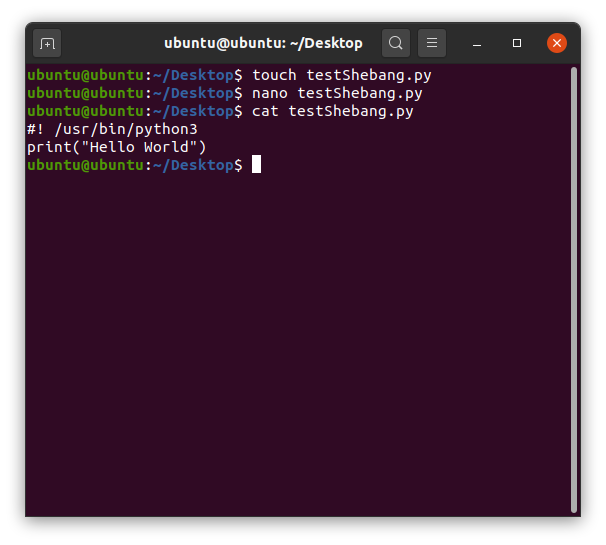 ubuntu@ubuntu: ~/Desktop
ubuntu@ubuntu:~/Desktop$ touch testShebang.py
ubuntu@ubuntu:~/Desktop$ nano testShebang.py
ubuntu@ubuntu:~/Desktop$ cat testShebang.py
#! /usr/bin/python3
print("Hello World")
ubuntu@ubuntu:~/Desktop$